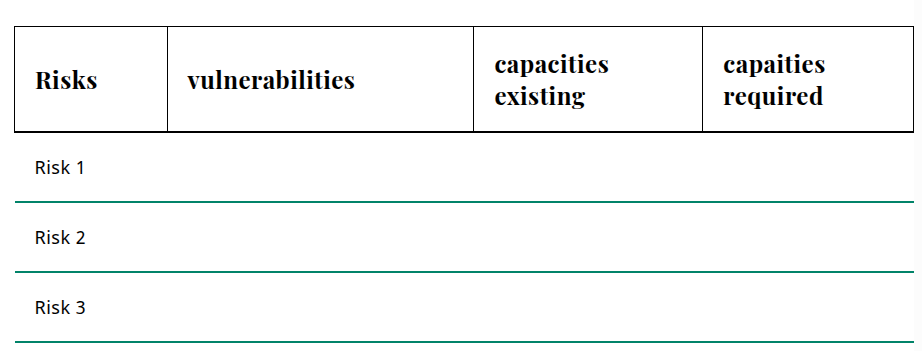 Risks
vulnerabilities
capacities
existing
capaities
required
Risk 1
Risk 2
Risk 3